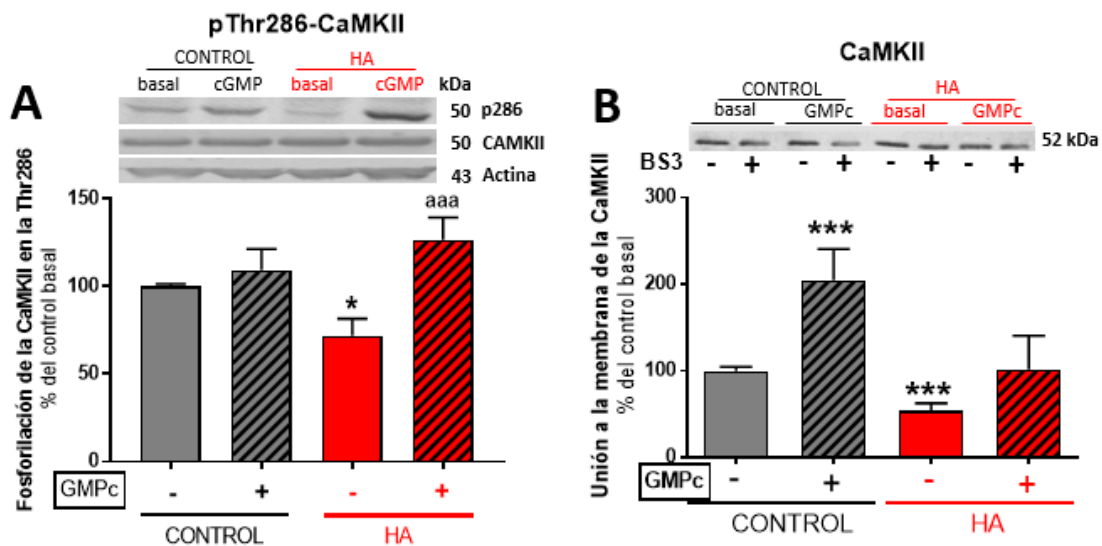 A
pThr286-CaMKII
CONTROL HA
basal cGMP basal cGMP kDa
50 p286
50 CAMKII
43 Actina
Fosforilación de la CaMKII en la Thr286
% del control basal
150
100
50
0
*
aaa
GMPc - + - +
CONTROL HA
B
CaMKII
CONTROL HA
basal GMPc basal GMPc
52 kDa
BS3 - + - + - + - +
Unión a la membrana de la CaMKII
% del control basal
300
200
100
0
***
***
GMPc - + - +
CONTROL HA